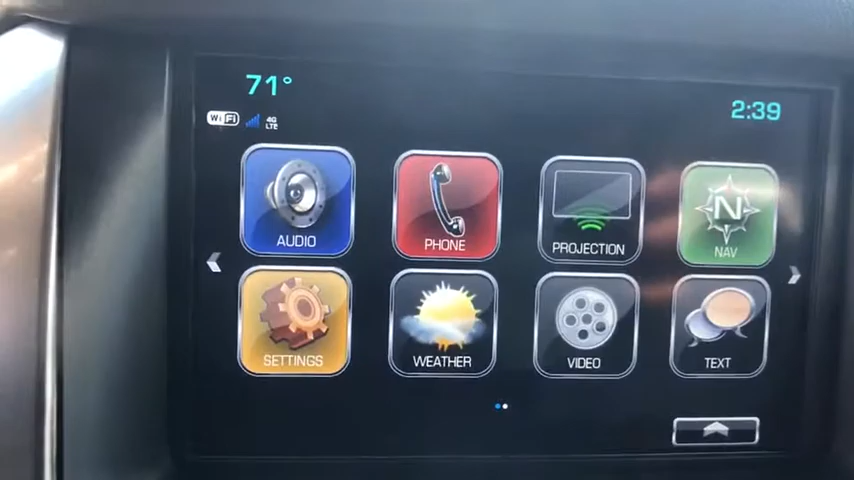 71°
2:39
WiFi 4G
LTE
AUDIO PHONE PROJECTION N NAV
SETTINGS WEATHER VIDEO TEXT